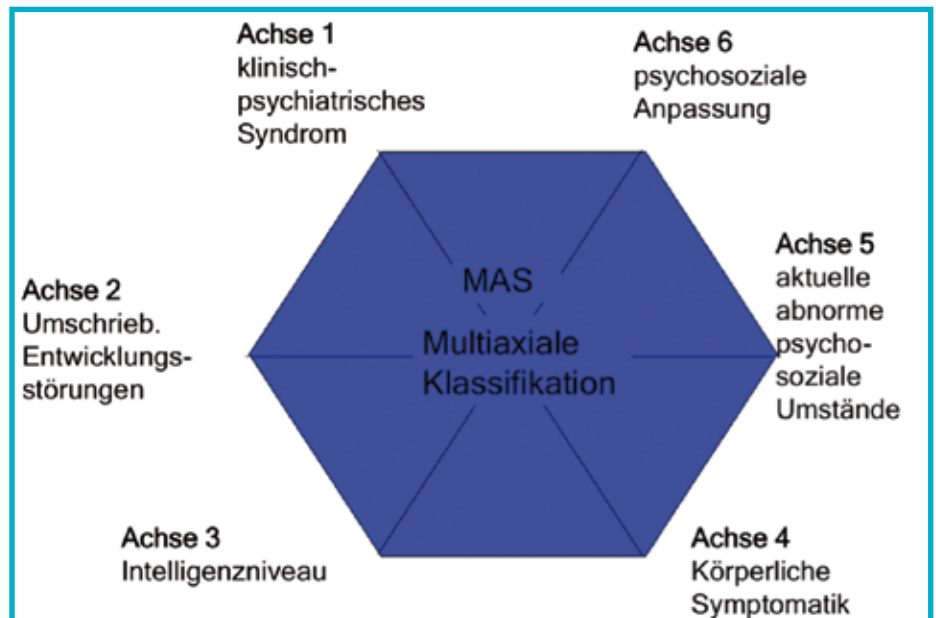 Achse 1
klinisch-
psychiatrisches
Syndrom
Achse 6
psychosoziale
Anpassung
Achse 2
Umschrieb.
Entwicklungs-
störungen
MAS
Multiaxiale
Klassifikation
Achse 5
aktuelle
abnorme
psycho-
soziale
Umstände
Achse 3
Intelligenzniveau
Achse 4
Körperliche
Symptomatik